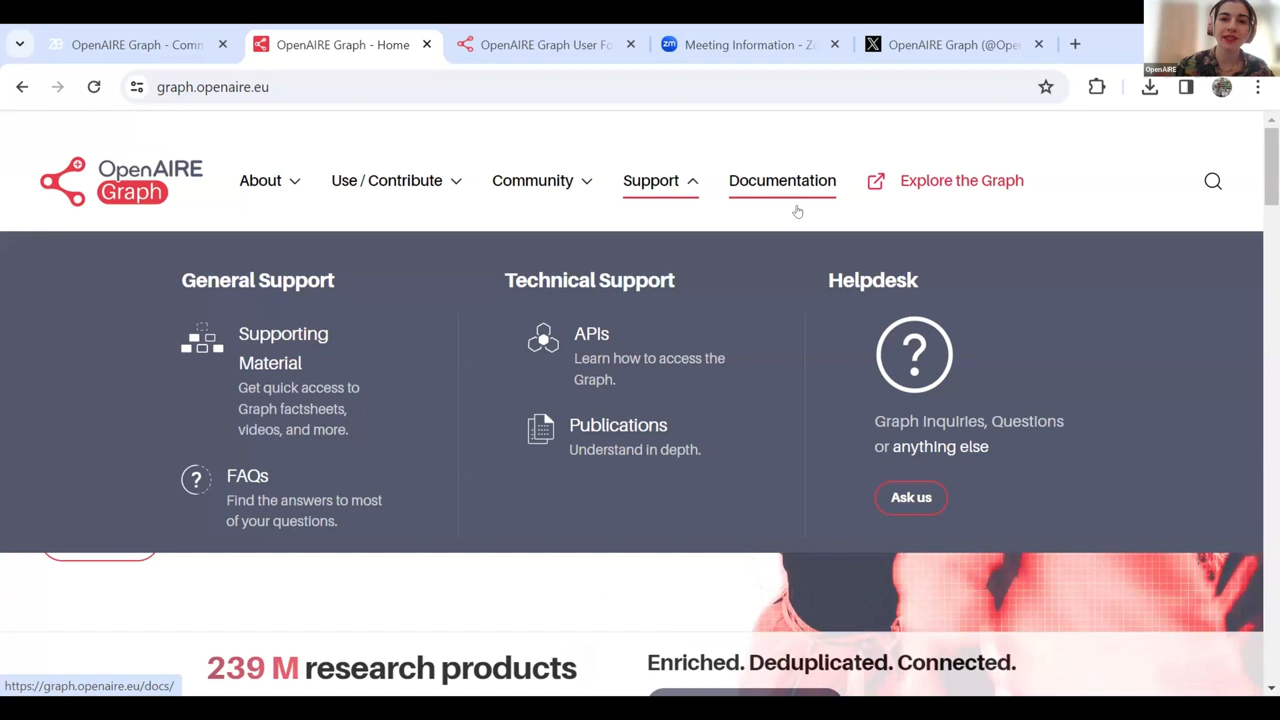 OpenAIRE Graph - Comm
OpenAIRE Graph - Home
OpenAIRE Graph User Fo
zm
Meeting Information - Zo
OpenAIRE Graph (@Ope
OpenAIRE
graph.openaire.eu
OpenAIRE
Graph
About
Use / Contribute
Community
Support
Documentation
Explore the Graph
General Support
Supporting
Material
Get quick access to
Graph factsheets,
videos, and more.
?
FAQs
Find the answers to most
of your questions.
Technical Support
APIs
Learn how to access the
Graph.
Publications
Understand in depth.
Helpdesk
?
Graph Inquiries, Questions
or anything else
Ask us
239 M research products
Enriched. Deduplicated. Connected.
https://graph.openaire.eu/docs/